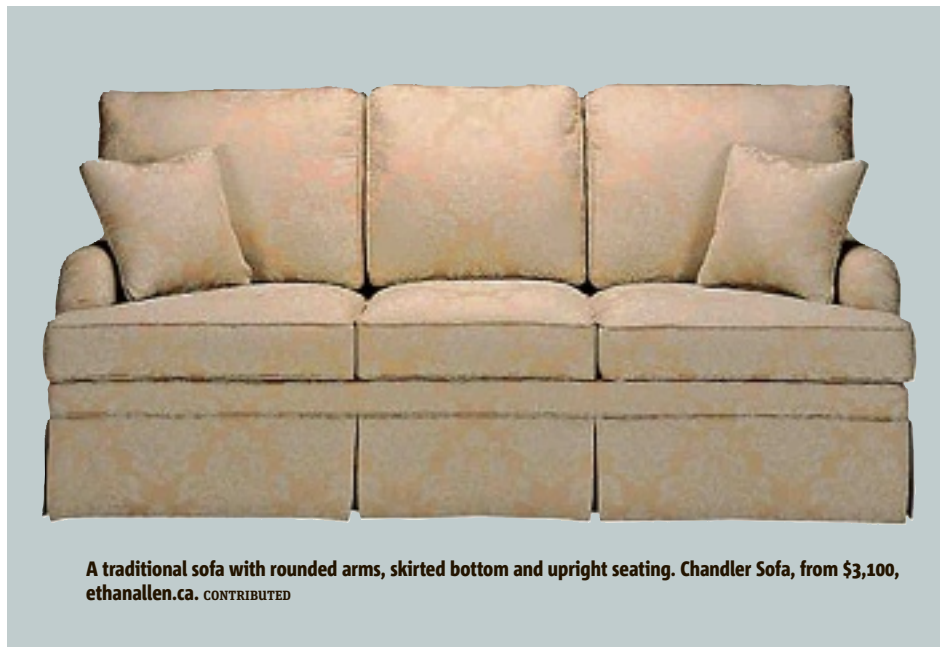 A traditional sofa with rounded arms, skirted bottom and upright seating. Chandler Sofa, from $3,100,
ethanallen.ca. CONTRIBUTED